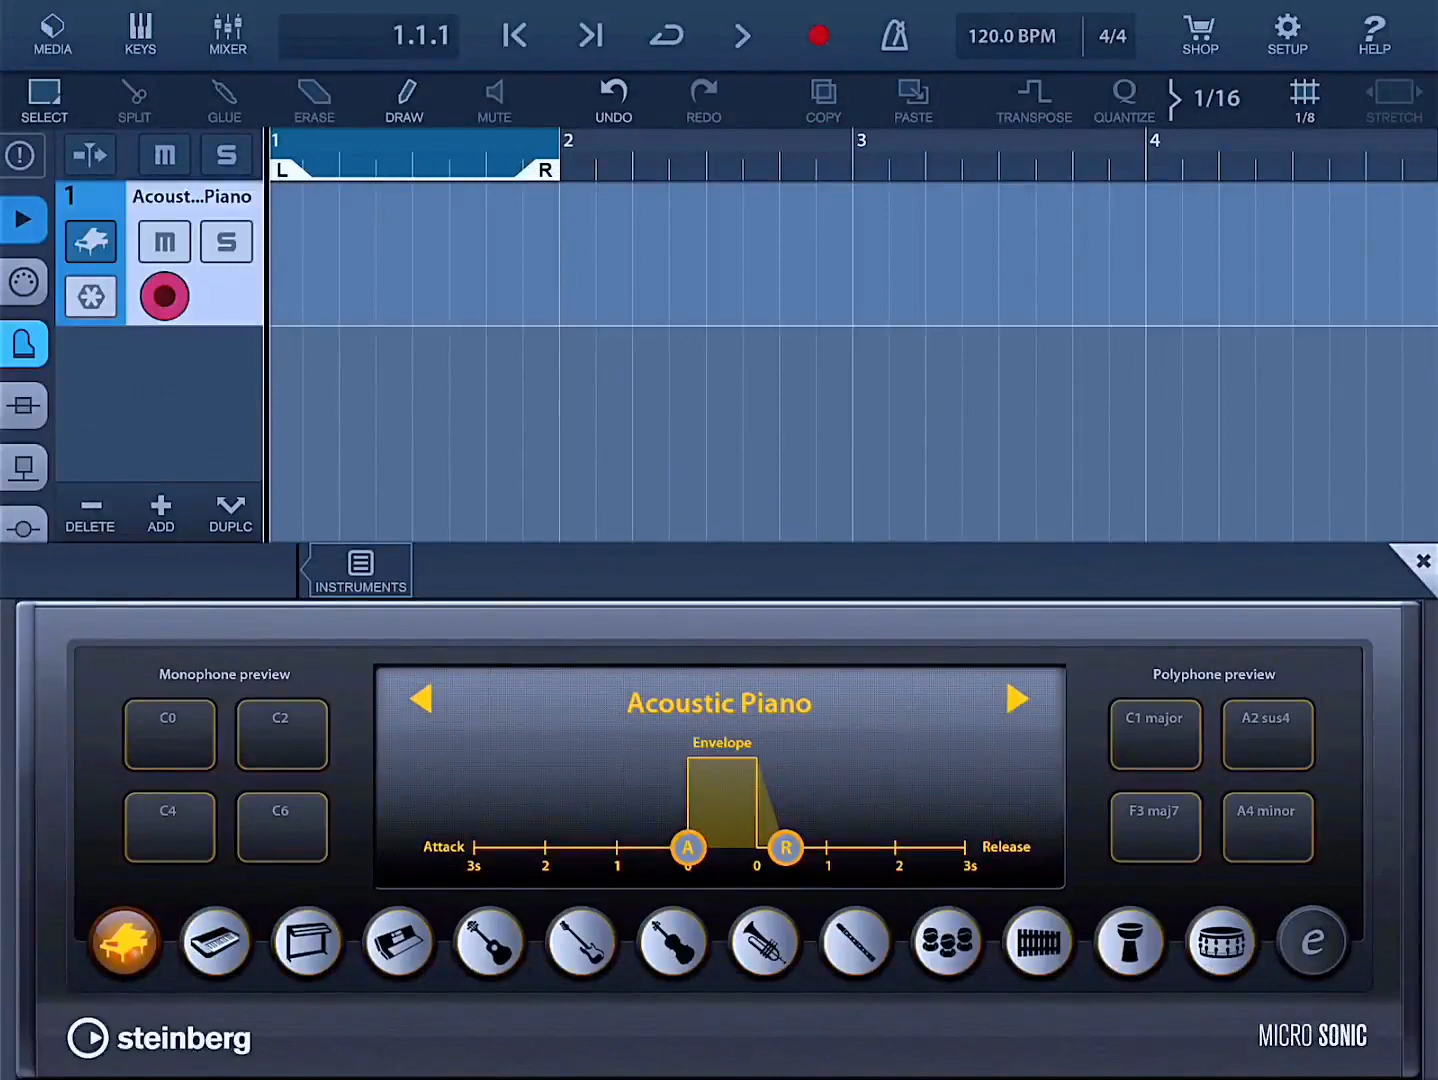 MEDIA
KEYS
MIXER
1.1.1
120.0 BPM
4/4
SHOP
SETUP
? HELP
SELECT
SPLIT
GLUE
ERASE
DRAW
MUTE
UNDO
REDO
COPY
PASTE
TRANSPOSE
Q QUANTIZE
1/16
1/8
STRETCH
m
S
1
2
3
4
L
R
1
Acoust...Piano
m
S
DELETE
ADD
DUPLC
INSTRUMENTS
Monophone preview
C0
C2
C4
C6
Acoustic Piano
Envelope
Attack
A
R
Release
3s 2 1 0 0 1 2 3s
Polyphone preview
C1 major
A2 sus4
F3 maj7
A4 minor
e
steinberg
MICRO SONIC